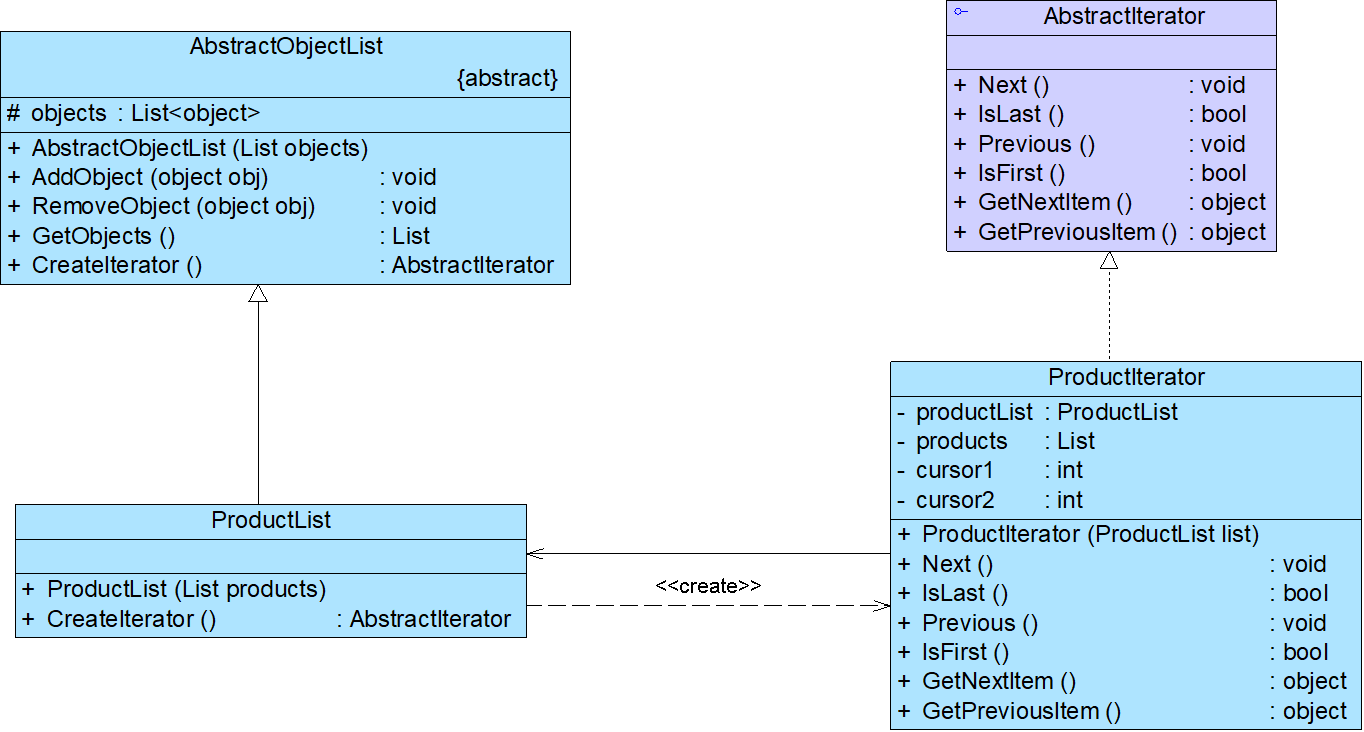 AbstractObjectList
{abstract}
# objects : List<object>
+ AbstractObjectList (List objects)
+ AddObject (object obj) : void
+ RemoveObject (object obj) : void
+ GetObjects () : List
+ CreateIterator () : AbstractIterator
AbstractIterator
+ Next () : void
+ IsLast () : bool
+ Previous () : void
+ IsFirst () : bool
+ GetNextItem () : object
+ GetPreviousItem () : object
ProductList
+ ProductList (List products)
+ CreateIterator () : AbstractIterator
<<create>>
ProductIterator
- productList : ProductList
- products : List
- cursor1 : int
- cursor2 : int
+ ProductIterator (ProductList list)
+ Next () : void
+ IsLast () : bool
+ Previous () : void
+ IsFirst () : bool
+ GetNextItem () : object
+ GetPreviousItem () : object